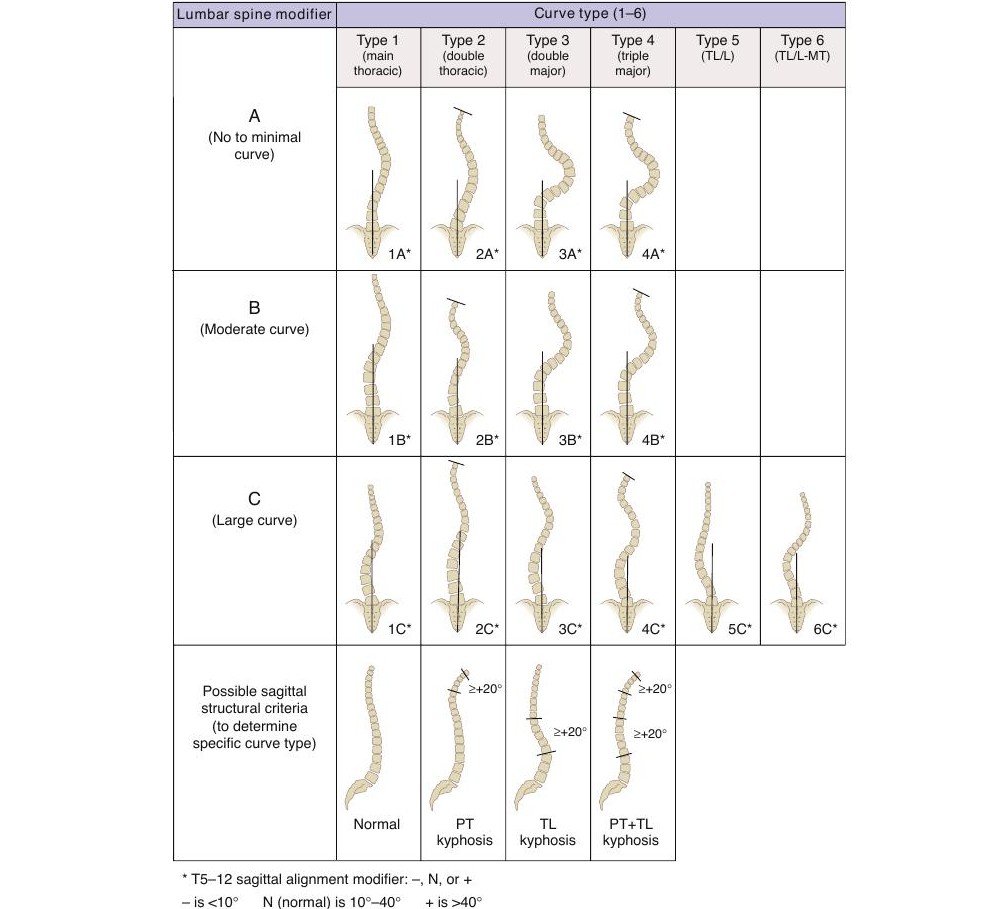 Lumbar spine modifier
Curve type (1–6)
Type 1
(main
thoracic)
Type 2
(double
thoracic)
Type 3
(double
major)
Type 4
(triple
major)
Type 5
(TL/L)
Type 6
(TL/L-MT)
A
(No to minimal
curve)
1A*
2A*
3A*
4A*
B
(Moderate curve)
1B*
2B*
3B*
4B*
C
(Large curve)
1C*
2C*
3C*
4C*
5C*
6C*
Possible sagittal
structural criteria
(to determine
specific curve type)
Normal
≥+20°
PT
kyphosis
≥+20°
TL
kyphosis
≥+20°
≥+20°
PT+TL
kyphosis
* T5–12 sagittal alignment modifier: –, N, or +
– is <10° N (normal) is 10°–40° + is >40°